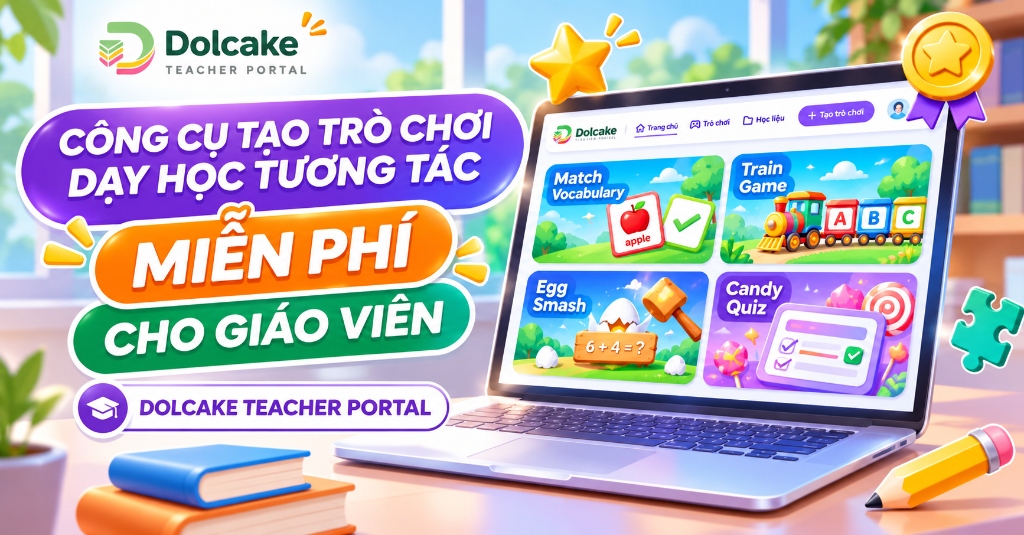 Dolcake
TEACHER PORTAL
CÔNG CỤ TẠO TRÒ CHƠI
DẠY HỌC TƯƠNG TÁC
MIỄN PHÍ
CHO GIÁO VIÊN
DOLCAKE TEACHER PORTAL
Dolcake
Trang chủ
Trò chơi
Học liệu
+ Tạo trò chơi
Match
Vocabulary
apple
Train
Game
A B C
Egg
Smash
6 + 4 = ?
Candy
Quiz